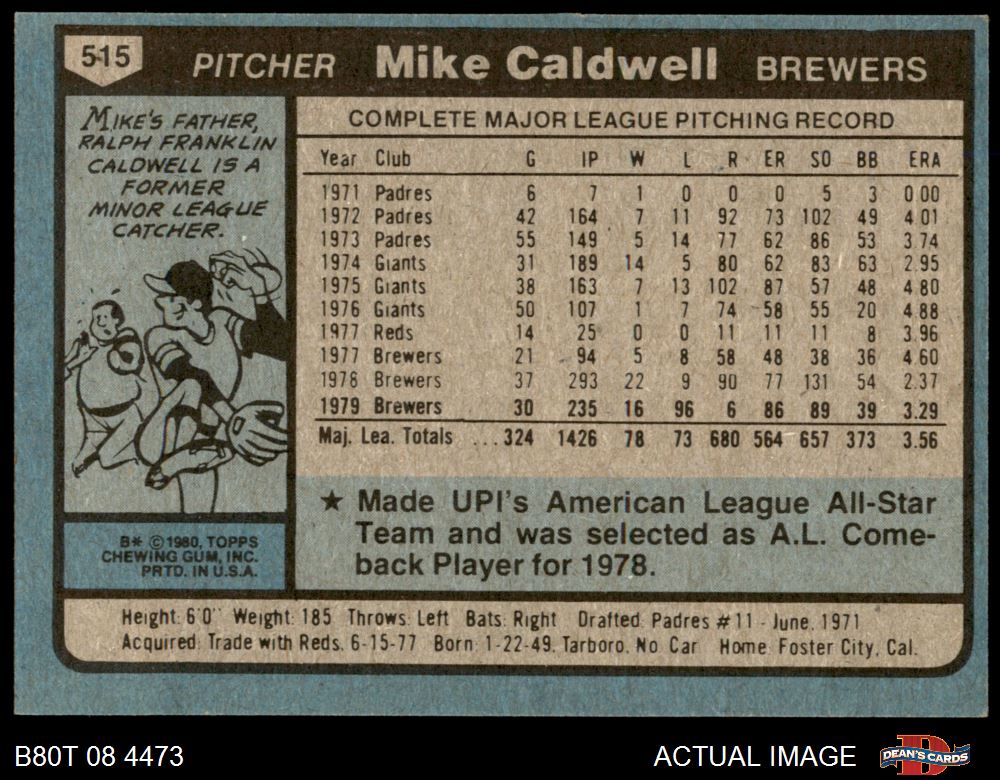 515 PITCHER Mike Caldwell BREWERS
MIKE'S FATHER,
RALPH FRANKLIN
CALDWELL IS A
FORMER
MINOR LEAGUE
CATCHER.
COMPLETE MAJOR LEAGUE PITCHING RECORD
Year Club G IP W L R ER SO BB ERA
1971 Padres 6 7 1 0 0 0 5 3 0.00
1972 Padres 42 164 7 11 92 73 102 49 4.01
1973 Padres 55 149 5 14 77 62 86 53 3.74
1974 Giants 31 189 14 5 80 62 83 63 2.95
1975 Giants 38 163 7 13 102 87 57 48 4.80
1976 Giants 50 107 1 7 74 58 55 20 4.88
1977 Reds 14 25 0 0 11 11 11 8 3.96
1977 Brewers 21 94 5 8 58 48 38 36 4.60
1978 Brewers 37 293 22 9 90 77 131 54 2.37
1979 Brewers 30 235 16 96 6 86 89 39 3.29
Maj. Lea. Totals ...324 1426 78 73 680 564 657 373 3.56
★ Made UPI's American League All-Star
Team and was selected as A.L. Come-
back Player for 1978.
B* ©1980, TOPPS
CHEWING GUM, INC.
PRTD. IN U.S.A.
Height: 6'0" Weight: 185 Throws: Left Bats: Right Drafted: Padres #11 - June, 1971
Acquired: Trade with Reds, 6-15-77 Born: 1-22-49, Tarboro, No Car Home: Foster City, Cal.
B80T 08 4473 ACTUAL IMAGE DEAN'S CARDS